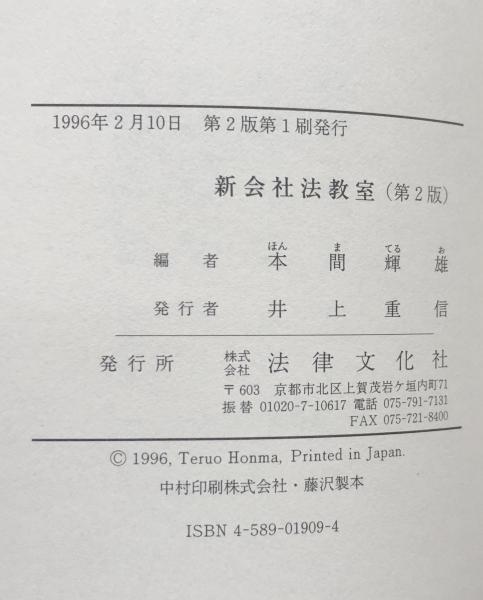 1996年2月10日 第2版第1刷発行
新会社法教室(第2版)
ほん ま てる お
編者 本間輝雄
発行者 井上重信
発行所 株式会社 法律文化社
〒603 京都市北区上賀茂岩ケ垣内町71
振替 01020-7-10617 電話 075-791-7131
FAX 075-721-8400
© 1996, Teruo Honma, Printed in Japan.
中村印刷株式会社・藤沢製本
ISBN 4-589-01909-4